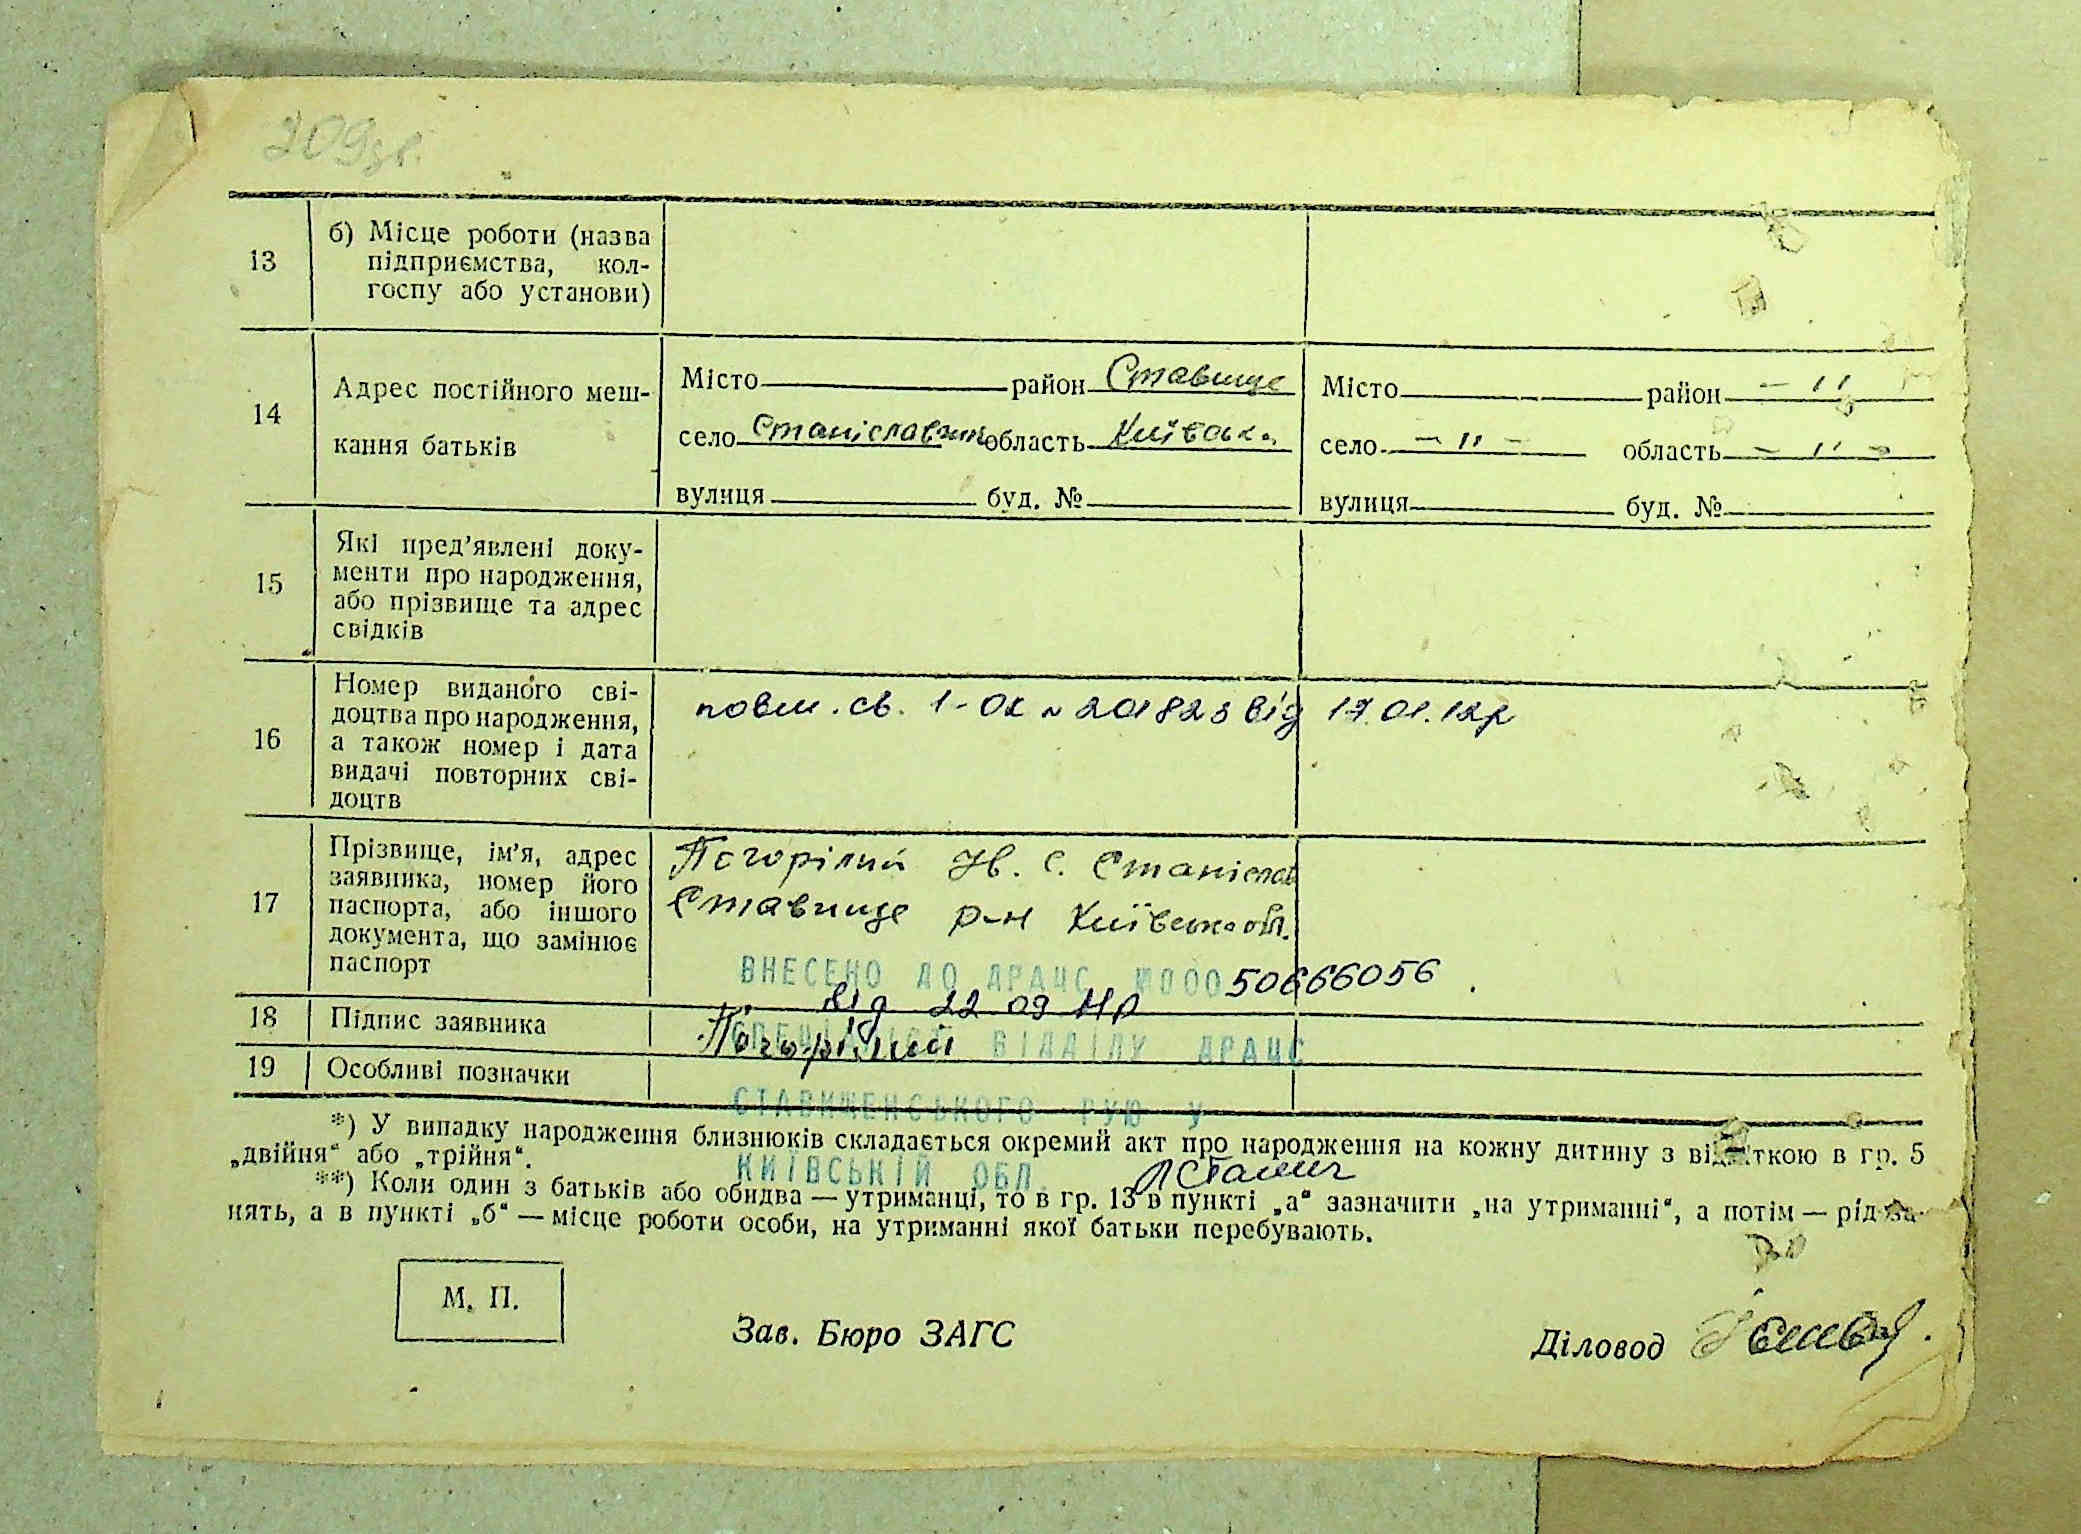 209зв.
13 б) Місце роботи (назва
підприємства, кол-
госпу або установи)
14 Адрес постійного меш-
кання батьків
Місто район Ставище
село Станіславчик область Київськ.
вулиця буд. №
Місто район - " -
село - " - область - " -
вулиця буд. №
15 Які пред'явлені доку-
менти про народження,
або прізвище та адрес
свідків
16 Номер виданого сві-
доцтва про народження,
а також номер і дата
видачі повторних сві-
доцтв
повт. св. 1-ОК № 201823 від 17.01.12р
17 Прізвище, ім'я, адрес
заявника, номер його
паспорта, або іншого
документа, що замінює
паспорт
Погорілий С. Станіслав
Ставище р-н Київськ обл.
ВНЕСЕНО ДО ДРАЦС №000 50666056
від 22 09 11р
18 Підпис заявника
Погорілий
СПЕЦІАЛІСТ ВІДДІЛУ ДРАЦС
19 Особливі позначки
СТАВИЩЕНСЬКОГО РУЮ У
*) У випадку народження близнюків складається окремий акт про народження на кожну дитину з відміткою в гр. 5
„двійня“ або „трійня“.
КИЇВСЬКІЙ ОБЛ.
**) Коли один з батьків або обидва — утриманці, то в гр. 13 в пункті „а“ зазначити „на утриманні“, а потім — рід за-
нять, а в пункті „б“ — місце роботи особи, на утриманні якої батьки перебувають.
М. П.
Зав. Бюро ЗАГС
Діловод